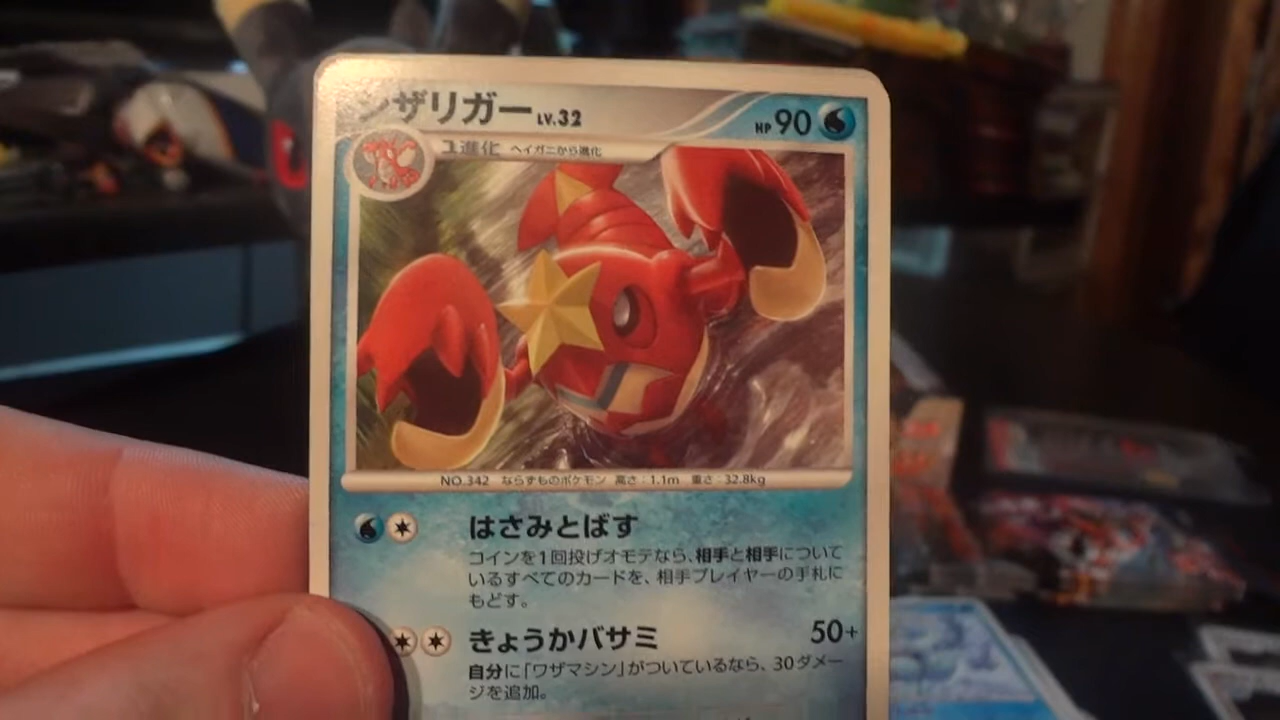 ザリガー LV.32 HP 90
1進化 ヘイガニから進化
NO.342 ならずものポケモン 高さ:1.1m 重さ:32.8kg
はさみとばす
コインを1回投げオモテなら、相手と相手について
いるすべてのカードを、相手プレイヤーの手札に
もどす。
きょうかバサミ 50+
自分に「ワザマシン」がついているなら、30ダメー
ジを追加。